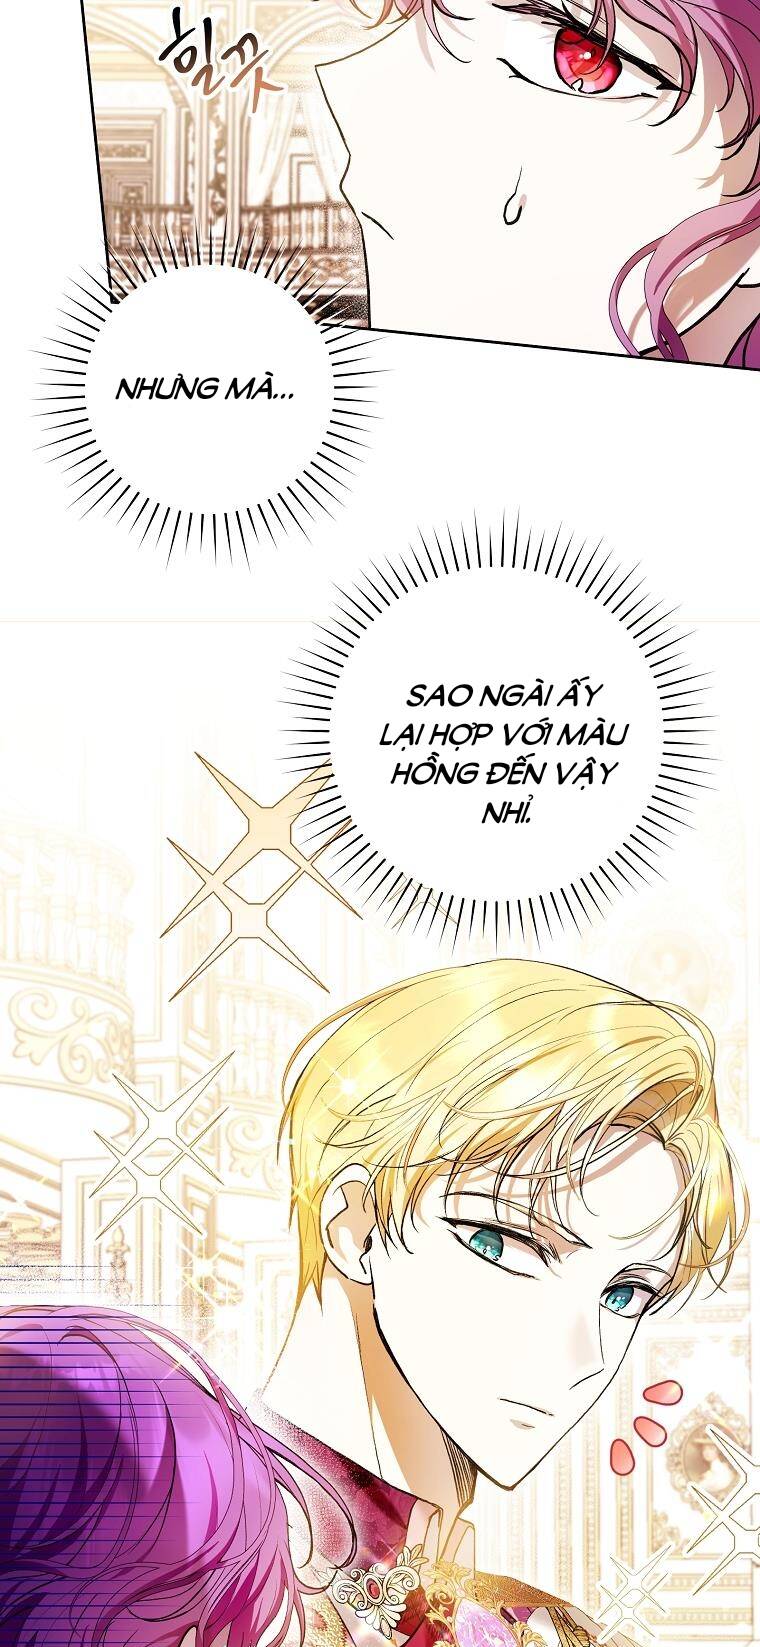 힐끗
NHƯNG MÀ...
SAO NGÀI ẤY
LẠI HỢP VỚI MÀU
HỒNG ĐẾN VẬY
NHỈ.